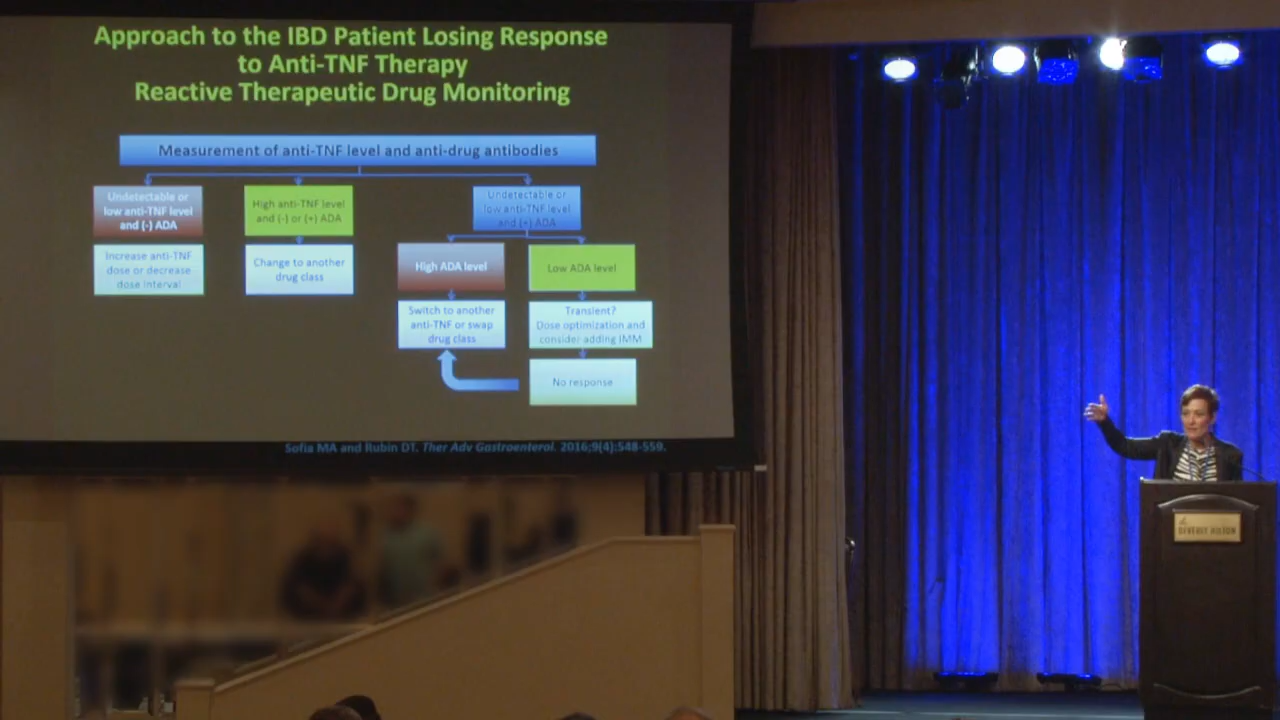 Approach to the IBD Patient Losing Response
to Anti-TNF Therapy
Reactive Therapeutic Drug Monitoring
Measurement of anti-TNF level and anti-drug antibodies
Undetectable or
low anti-TNF level
and (-) ADA
Increase anti-TNF
dose or decrease
dose interval
High anti-TNF level
and (-) or (+) ADA
Change to another
drug class
Undetectable or
low anti-TNF level
and (+) ADA
High ADA level
Switch to another
anti-TNF or swap
drug class
Low ADA level
Transient?
Dose optimization and
consider adding IMM
No response
Sofia MA and Rubin DT. Ther Adv Gastroenterol. 2016;9(4):548-559.
the
BEVERLY HILTON